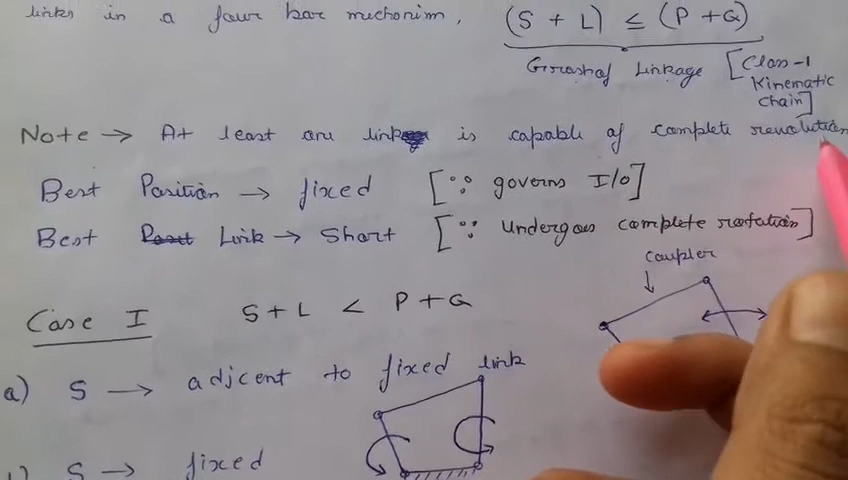 links in a four bar mechanism, (S + L) ≤ (P + Q)
Grrashof Linkage [Class-1
Kinematic
chain]
Note → At least one link is capable of complete revolution
Best Position → fixed [∵ governs I/O]
Best Link → Short [∵ undergoes complete rotation]
coupler
Case I S + L < P + Q
a) S → adjcent to fixed link
S → fixed